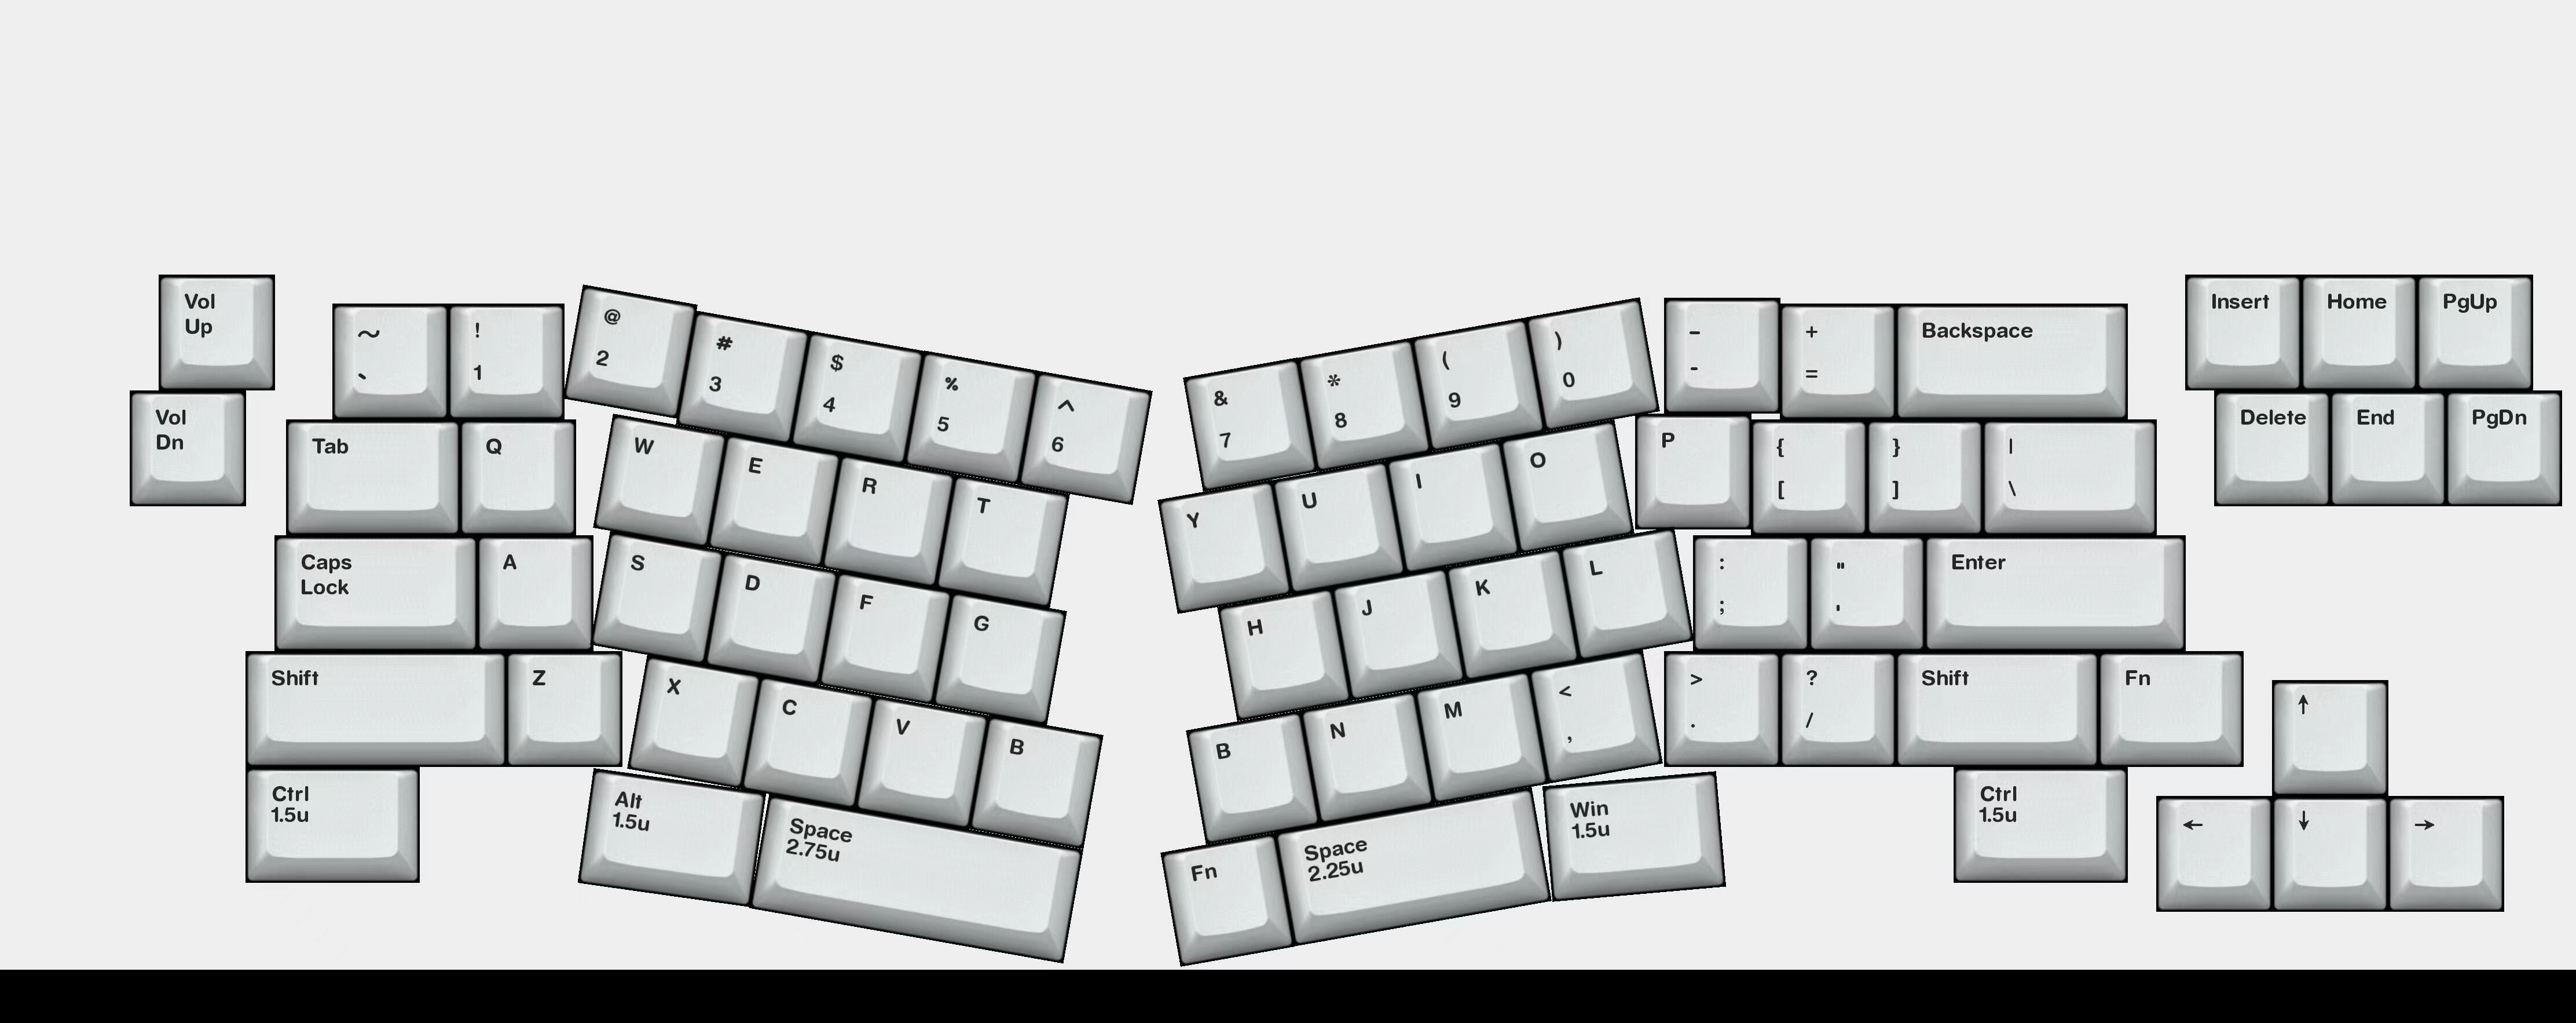 Vol
Up
~
`
!
1
@
2
#
3
$
4
%
5
^
6
&
7
*
8
(
9
)
0
–
-
+
=
Backspace
Insert
Home
PgUp
Vol
Dn
Tab
Q
W
E
R
T
Y
U
I
O
P
{
[
}
]
|
\
Delete
End
PgDn
Caps
Lock
A
S
D
F
G
H
J
K
L
:
;
"
'
Enter
Shift
Z
X
C
V
B
B
N
M
<
,
>
.
?
/
Shift
Fn
↑
Ctrl
1.5u
Alt
1.5u
Space
2.75u
Fn
Space
2.25u
Win
1.5u
Ctrl
1.5u
←
↓
→